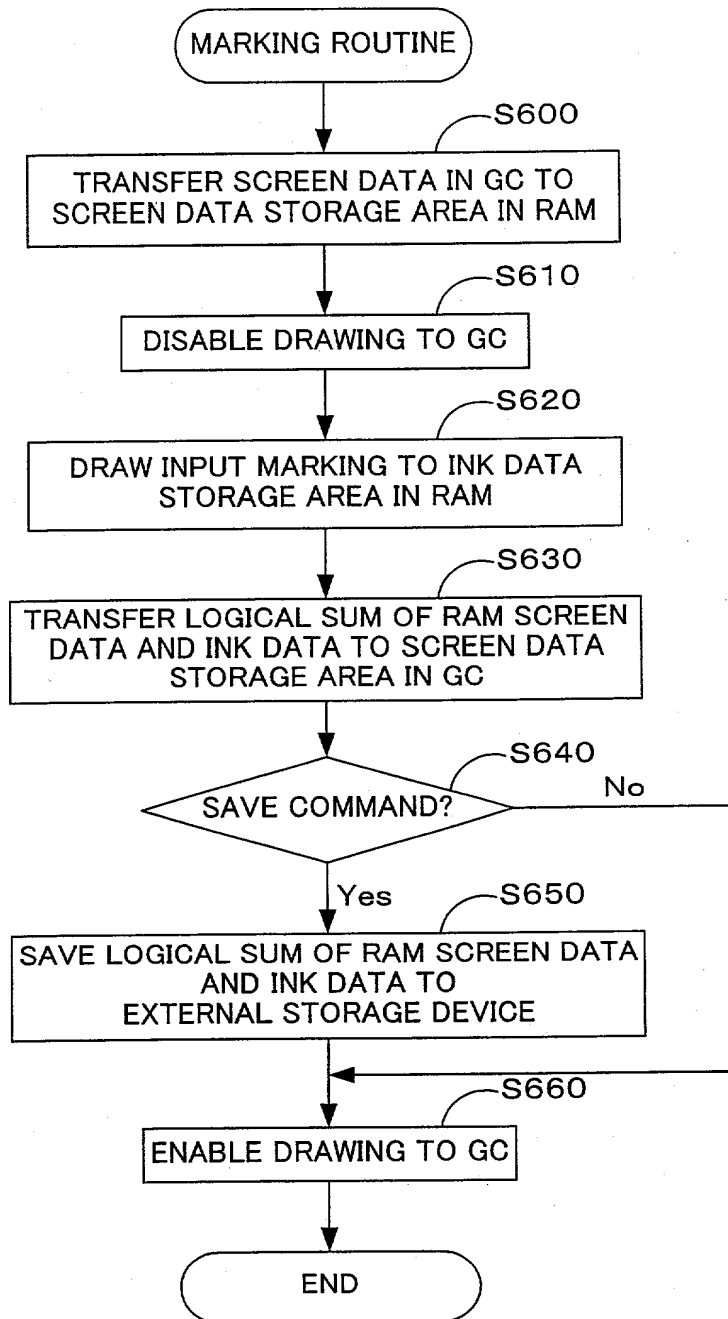 MARKING ROUTINE
S600
TRANSFER SCREEN DATA IN GC TO
SCREEN DATA STORAGE AREA IN RAM
S610
DISABLE DRAWING TO GC
S620
DRAW INPUT MARKING TO INK DATA
STORAGE AREA IN RAM
S630
TRANSFER LOGICAL SUM OF RAM SCREEN
DATA AND INK DATA TO SCREEN DATA
STORAGE AREA IN GC
S640
SAVE COMMAND?
No
Yes
S650
SAVE LOGICAL SUM OF RAM SCREEN DATA
AND INK DATA TO
EXTERNAL STORAGE DEVICE
S660
ENABLE DRAWING TO GC
END